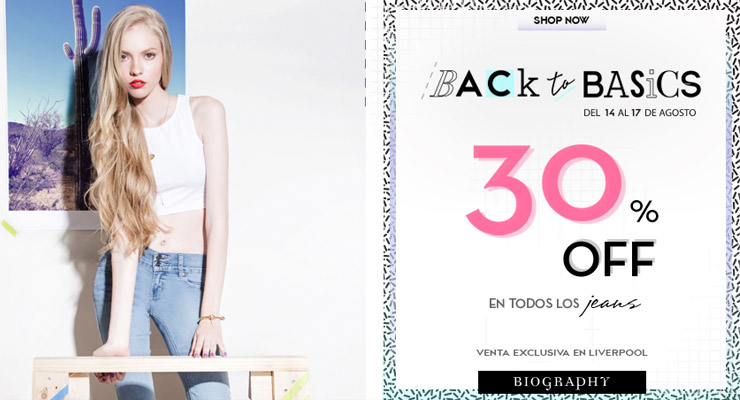 SHOP NOW
BACk to BASiCS
DEL 14 AL 17 DE AGOSTO
30%
OFF
EN TODOS LOS jeans
VENTA EXCLUSIVA EN LIVERPOOL
BIOGRAPHY